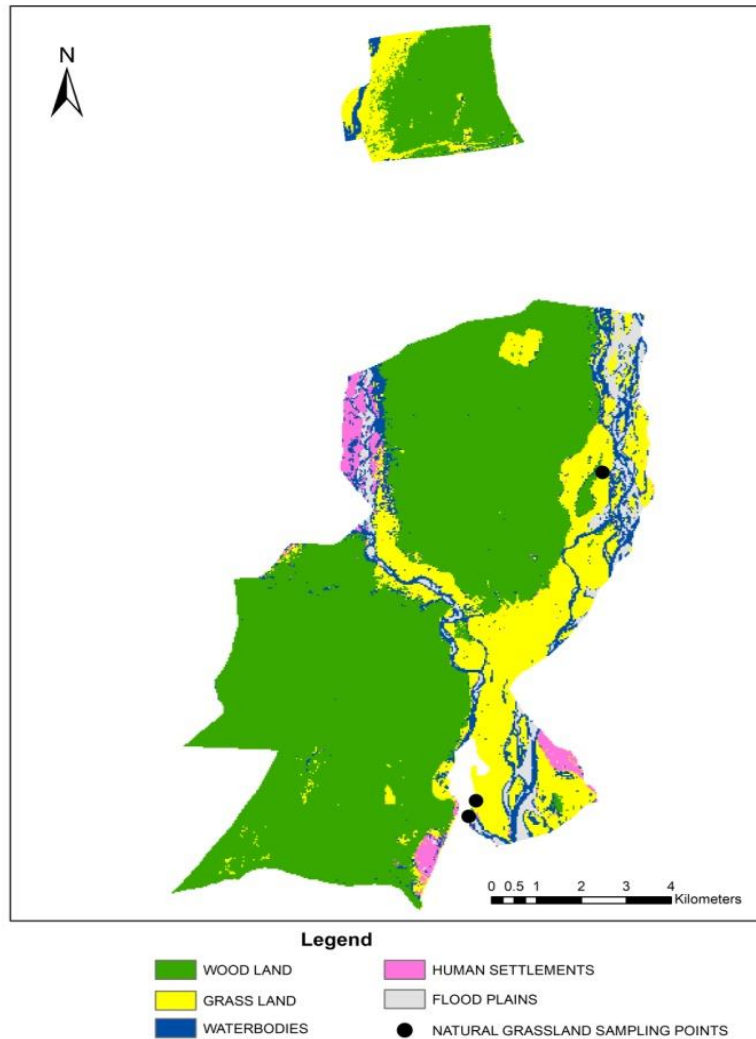 N
0 0.5 1 2 3 4
Kilometers
Legend
WOOD LAND
GRASS LAND
WATERBODIES
HUMAN SETTLEMENTS
FLOOD PLAINS
NATURAL GRASSLAND SAMPLING POINTS